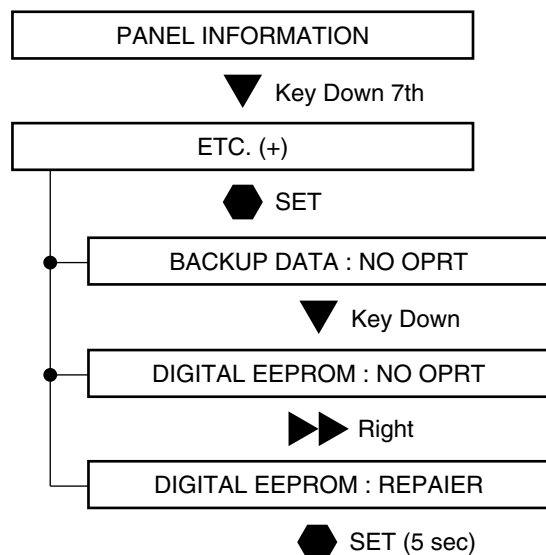 PANEL INFORMATION
Key Down 7th
ETC. (+)
SET
BACKUP DATA : NO OPRT
Key Down
DIGITAL EEPROM : NO OPRT
Right
DIGITAL EEPROM : REPAIER
SET (5 sec)